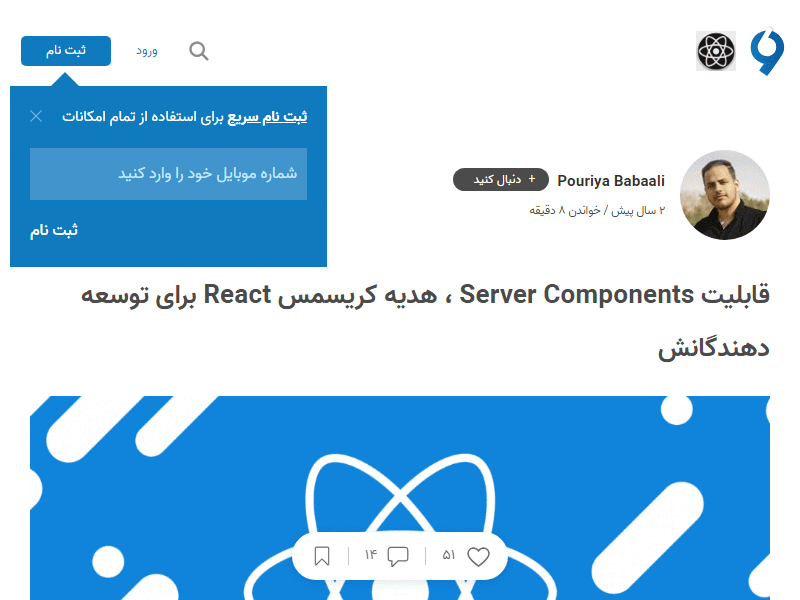 ورود
ثبت نام
ثبت نام سریع برای استفاده از تمام امکانات
شماره موبایل خود را وارد کنید
ثبت نام
Pouriya Babaali
+ دنبال کنید
۲ سال پیش / خواندن ۸ دقیقه
قابلیت Server Components ، هدیه کریسمس React برای توسعه
دهندگانش
۵۱
۱۴